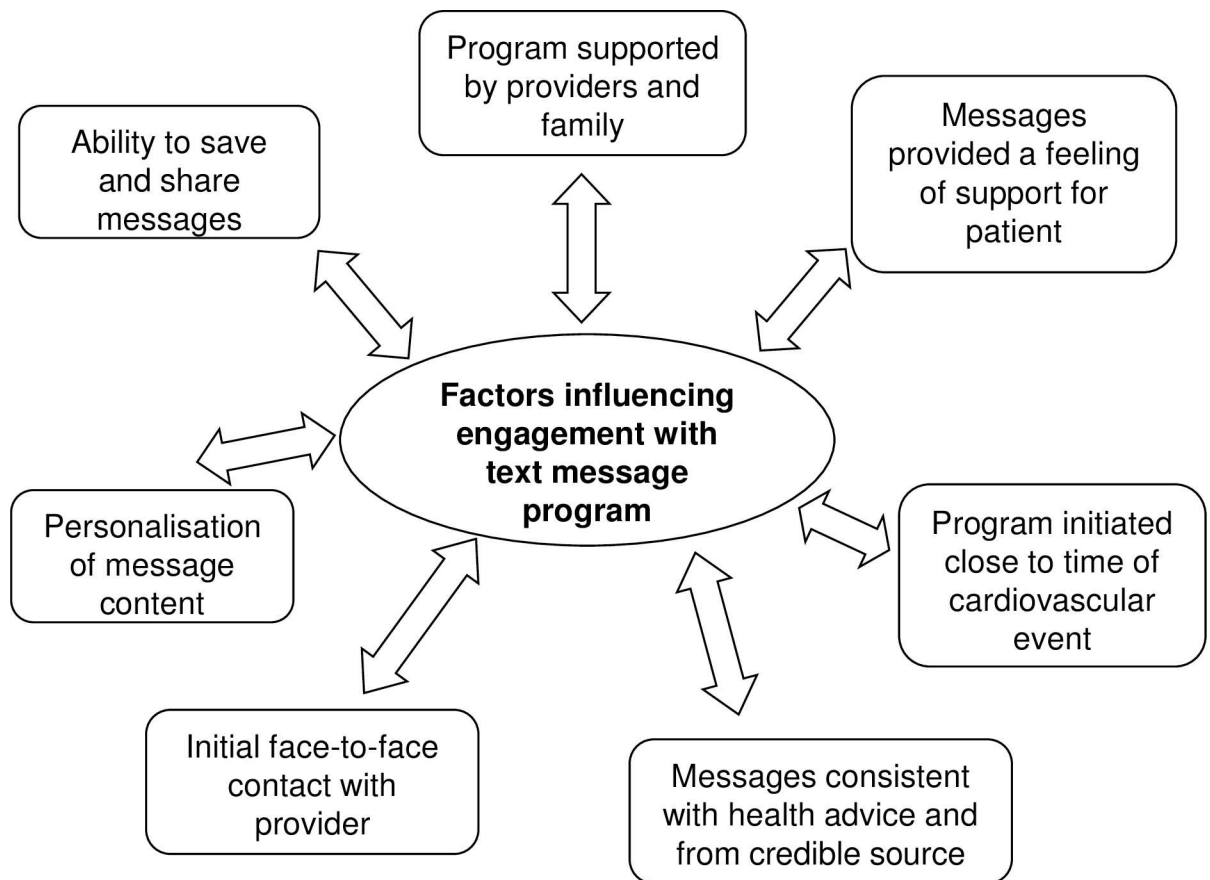 Program supported
by providers and
family
Ability to save
and share
messages
Messages
provided a feeling
of support for
patient
Factors influencing
engagement with
text message
program
Personalisation
of message
content
Program initiated
close to time of
cardiovascular
event
Initial face-to-face
contact with
provider
Messages consistent
with health advice and
from credible source